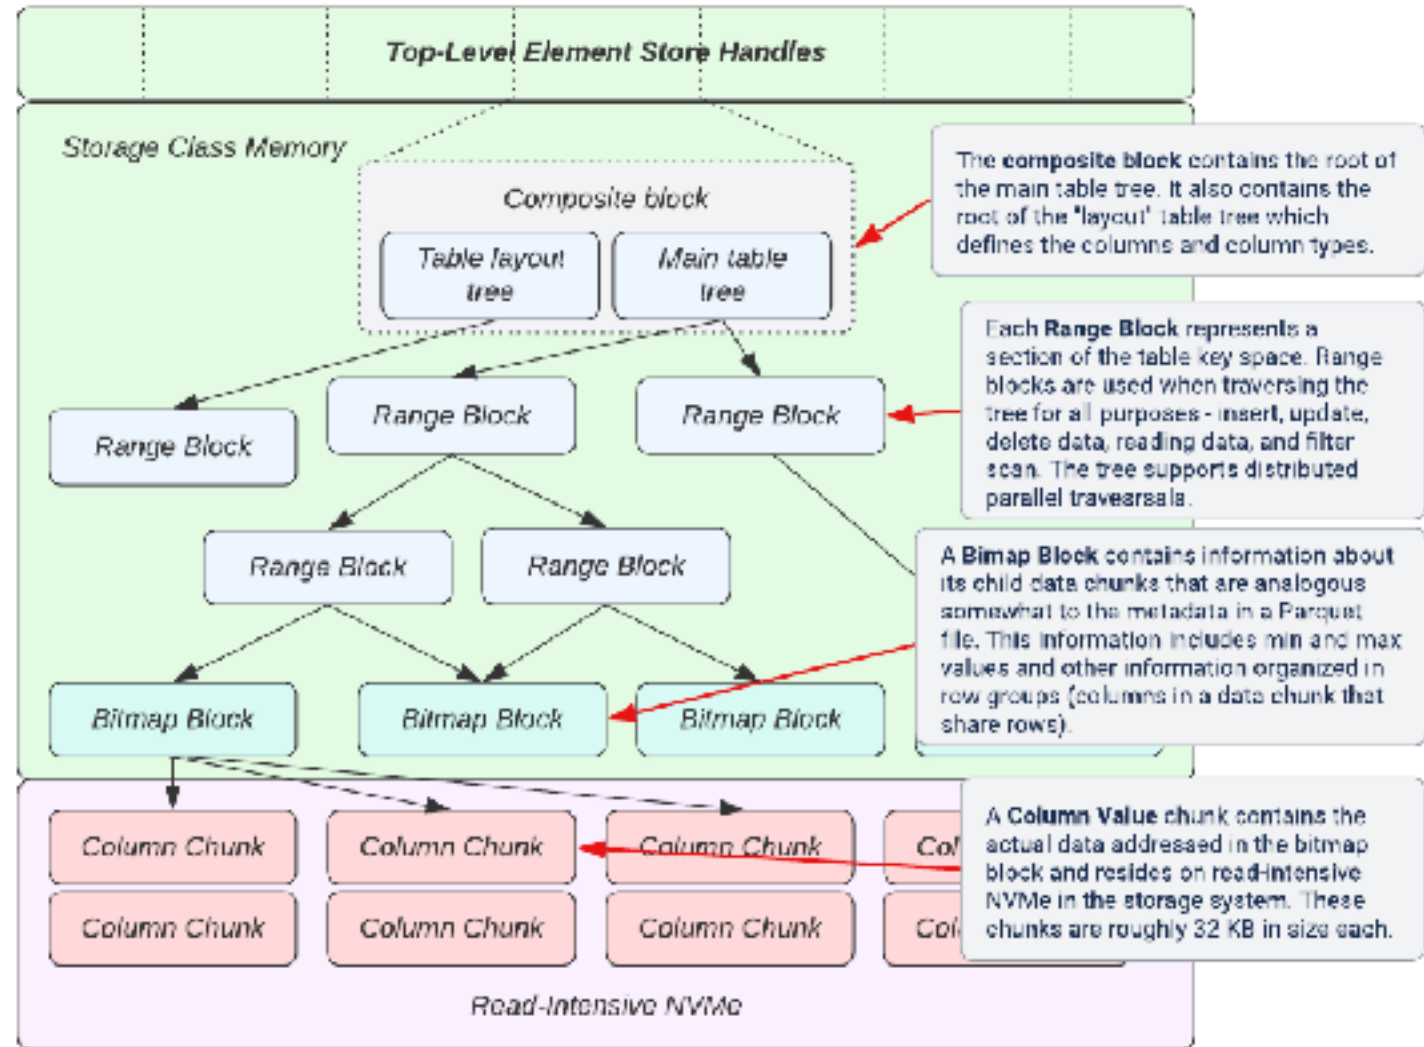 Top-Level Element Store Handles
Storage Class Memory
Composite block
Table layout
tree
Main table
tree
The composite block contains the root of
the main table tree. It also contains the
root of the "layout" table tree which
defines the columns and column types.
Range Block
Range Block
Range Block
Each Range Block represents a
section of the table key space. Range
blocks are used when traversing the
tree for all purposes - insert, update,
delete data, reading data, and filter
scan. The tree supports distributed
parallel travesrsals.
Range Block
Range Block
A Bimap Block contains information about
its child data chunks that are analogous
somewhat to the metadata in a Parquet
file. This information includes min and max
values and other information organized in
row groups (columns in a data chunk that
share rows).
Bitmap Block
Bitmap Block
Bitmap Block
Column Chunk
Column Chunk
Column Chunk
Col
A Column Value chunk contains the
actual data addressed in the bitmap
block and resides on read-intensive
NVMe in the storage system. These
chunks are roughly 32 KB in size each.
Column Chunk
Column Chunk
Column Chunk
Col
Read-Intensive NVMe